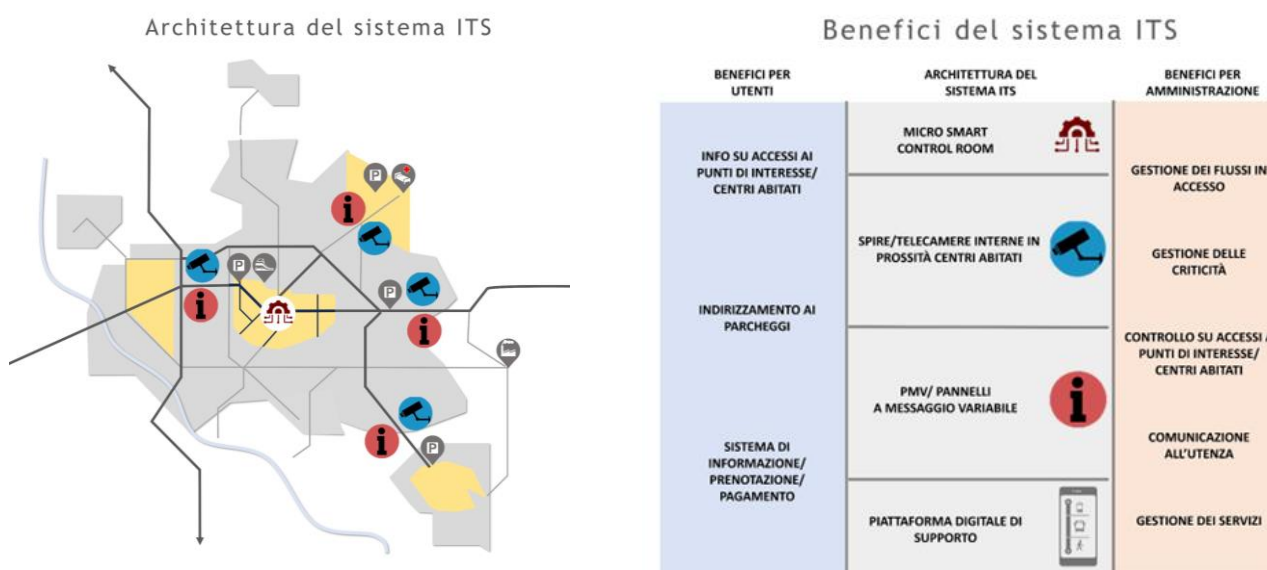 Architettura del sistema ITS
P
P
P
P
Benefici del sistema ITS
BENEFICI PER
UTENTI
ARCHITETTURA DEL
SISTEMA ITS
BENEFICI PER
AMMINISTRAZIONE
INFO SU ACCESSI AI
PUNTI DI INTERESSE/
CENTRI ABITATI
INDIRIZZAMENTO AI
PARCHEGGI
SISTEMA DI
INFORMAZIONE/
PRENOTAZIONE/
PAGAMENTO
MICRO SMART
CONTROL ROOM
SPIRE/TELECAMERE INTERNE IN
PROSSITÀ CENTRI ABITATI
PMV/ PANNELLI
A MESSAGGIO VARIABILE
PIATTAFORMA DIGITALE DI
SUPPORTO
GESTIONE DEI FLUSSI IN
ACCESSO
GESTIONE DELLE
CRITICITÀ
CONTROLLO SU ACCESSI
PUNTI DI INTERESSE/
CENTRI ABITATI
COMUNICAZIONE
ALL'UTENZA
GESTIONE DEI SERVIZI